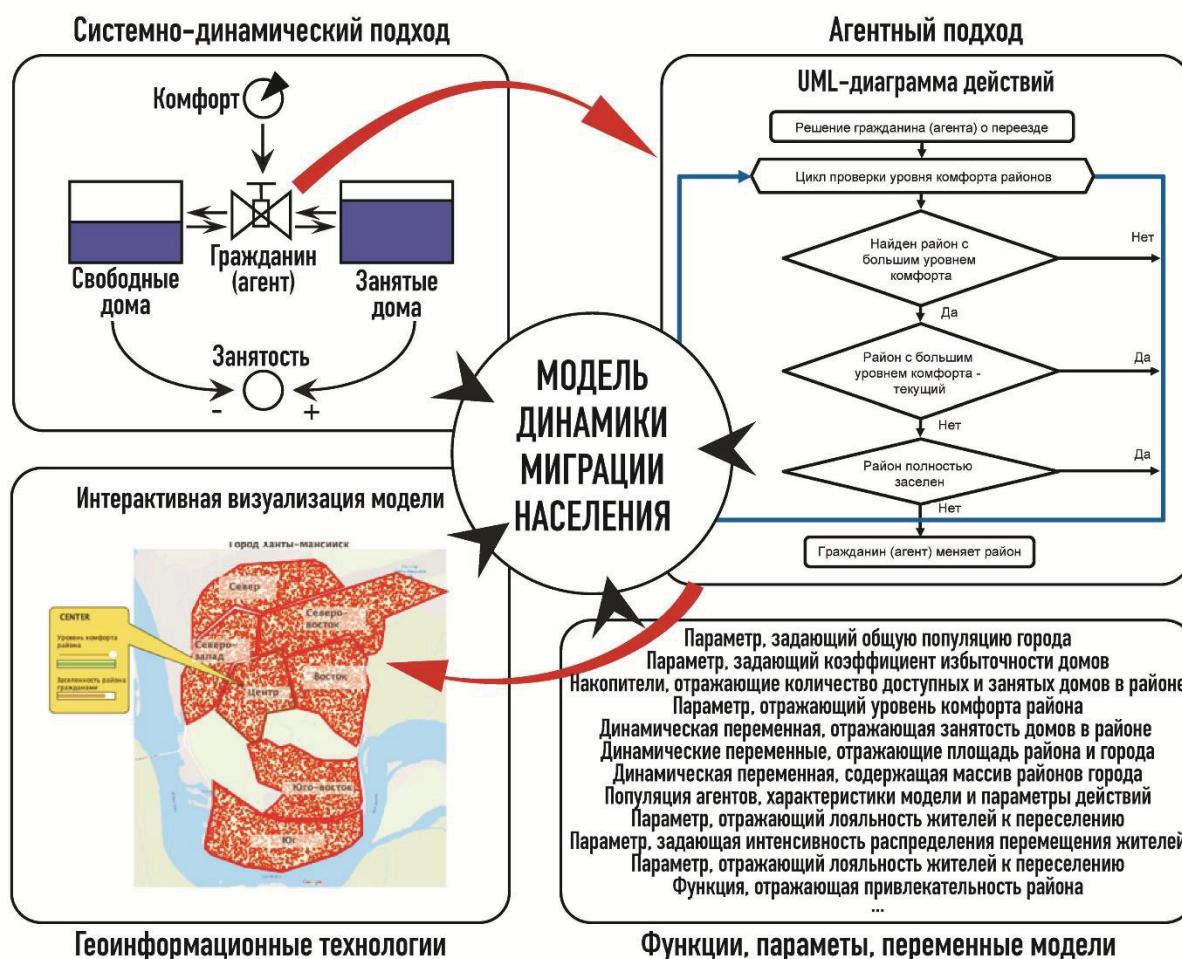 Системно-динамический подход
Комфорт
Свободные
дома
Гражданин
(агент)
Занятые
дома
Занятость
-
+
Агентный подход
UML-диаграмма действий
Решение гражданина (агента) о переезде
Цикл проверки уровня комфорта районов
Найден район с
большим уровнем
комфорта
Нет
Да
Район с большим
уровнем комфорта -
текущий
Да
Нет
Район полностью
заселен
Да
Нет
Гражданин (агент) меняет район
МОДЕЛЬ
ДИНАМИКИ
МИГРАЦИИ
НАСЕЛЕНИЯ
Интерактивная визуализация модели
Город Ханты-Мансийск
CENTER
Уровень комфорта
района
Заселенность района
гражданами
Север
Северо-
восток
Северо-
запад
Центр
Восток
Юго-восток
Юг
Геоинформационные технологии
Параметр, задающий общую популяцию города
Параметр, задающий коэффициент избыточности домов
Накопители, отражающие количество доступных и занятых домов в районе
Параметр, отражающий уровень комфорта района
Динамическая переменная, отражающая занятость домов в районе
Динамические переменные, отражающие площадь района и города
Динамическая переменная, содержащая массив районов города
Популяция агентов, характеристики модели и параметры действий
Параметр, отражающий лояльность жителей к переселению
Параметр, задающая интенсивность распределения перемещения жителей
Параметр, отражающий лояльность жителей к переселению
Функция, отражающая привлекательность района
...
Функции, параметы, переменные модели